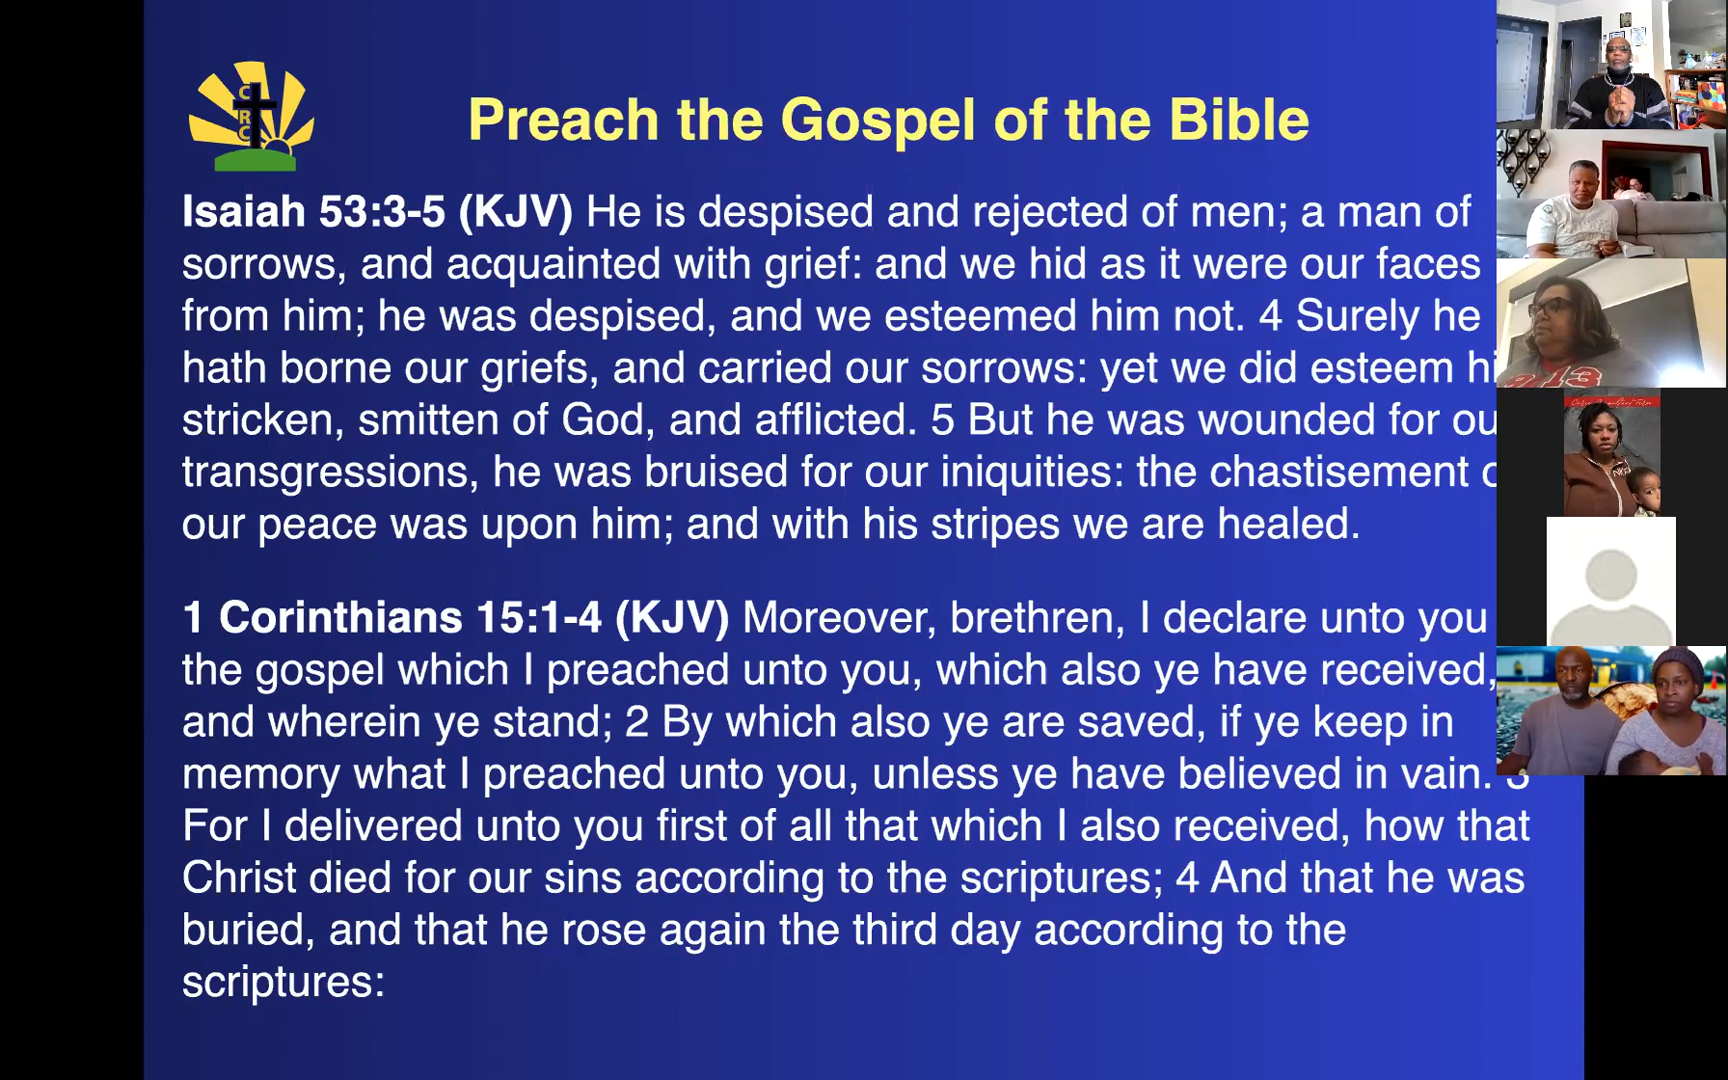 C
R
C
Preach the Gospel of the Bible
Isaiah 53:3-5 (KJV) He is despised and rejected of men; a man of
sorrows, and acquainted with grief: and we hid as it were our faces
from him; he was despised, and we esteemed him not. 4 Surely he
hath borne our griefs, and carried our sorrows: yet we did esteem hi
stricken, smitten of God, and afflicted. 5 But he was wounded for ou
transgressions, he was bruised for our iniquities: the chastisement
our peace was upon him; and with his stripes we are healed.
1 Corinthians 15:1-4 (KJV) Moreover, brethren, I declare unto you
the gospel which I preached unto you, which also ye have received,
and wherein ye stand; 2 By which also ye are saved, if ye keep in
memory what I preached unto you, unless ye have believed in vain. 3
For I delivered unto you first of all that which I also received, how that
Christ died for our sins according to the scriptures; 4 And that he was
buried, and that he rose again the third day according to the
scriptures:
13